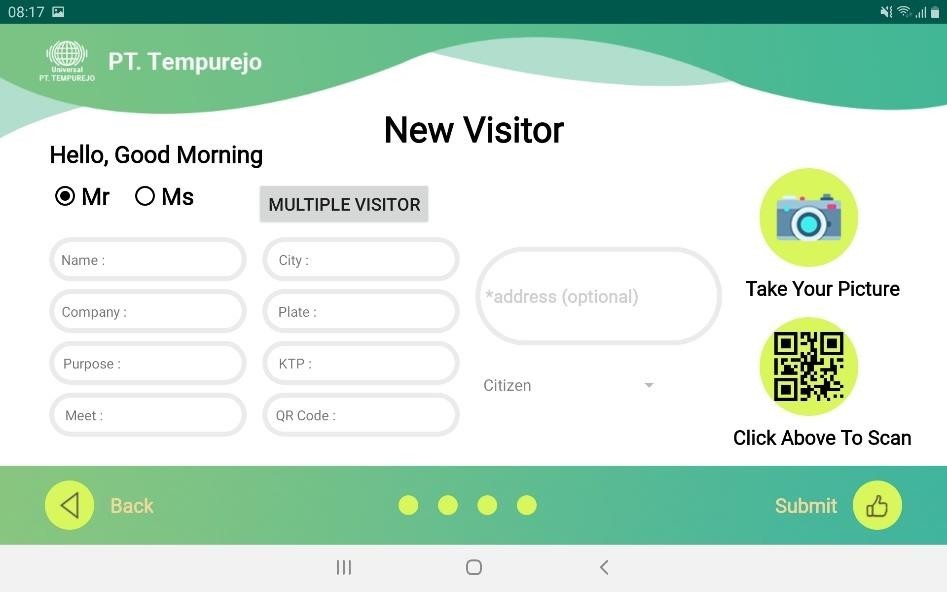 08:17
Universal
PT. TEMPUREJO
PT. Tempurejo
New Visitor
Hello, Good Morning
Mr
Ms
MULTIPLE VISITOR
Name :
City :
*address (optional)
Company :
Plate :
Purpose :
KTP :
Citizen
Meet :
QR Code :
Take Your Picture
Click Above To Scan
Back
Submit